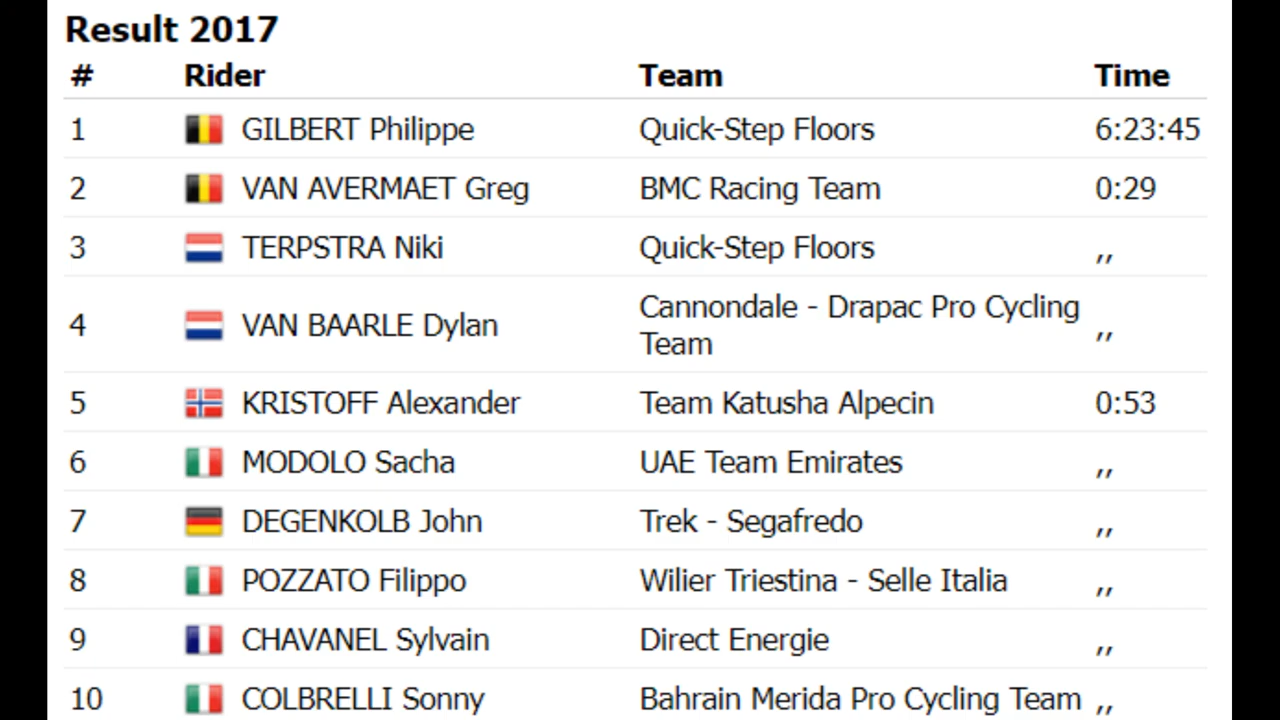 Result 2017
# Rider Team Time
1 GILBERT Philippe Quick-Step Floors 6:23:45
2 VAN AVERMAET Greg BMC Racing Team 0:29
3 TERPSTRA Niki Quick-Step Floors ,,
4 VAN BAARLE Dylan Cannondale - Drapac Pro Cycling
Team ,,
5 KRISTOFF Alexander Team Katusha Alpecin 0:53
6 MODOLO Sacha UAE Team Emirates ,,
7 DEGENKOLB John Trek - Segafredo ,,
8 POZZATO Filippo Wilier Triestina - Selle Italia ,,
9 CHAVANEL Sylvain Direct Energie ,,
10 COLBRELLI Sonny Bahrain Merida Pro Cycling Team ,,